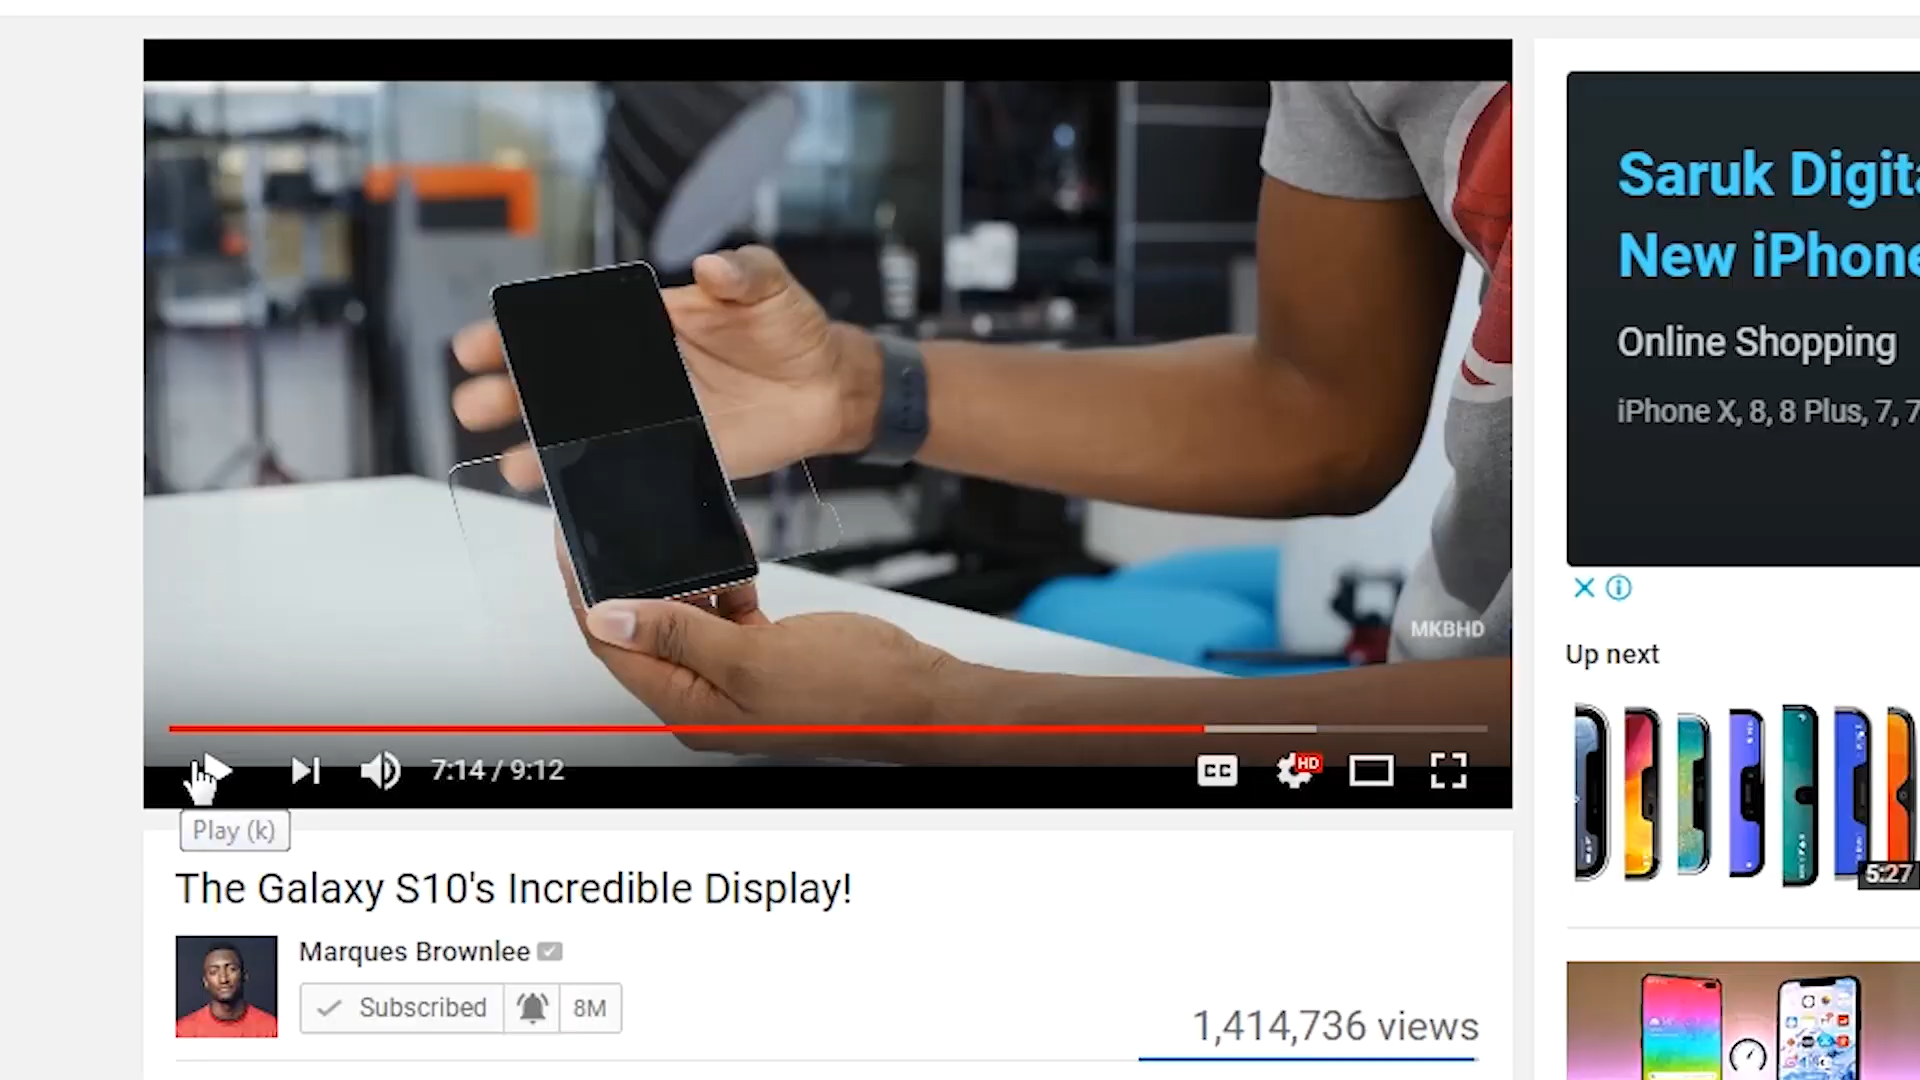 Saruk Digit
New iPhone
Online Shopping
iPhone X, 8, 8 Plus, 7, 7
MKBHD
Up next
7:14 / 9:12
CC
HD
Play (k)
5:27
The Galaxy S10's Incredible Display!
Marques Brownlee
Subscribed
8M
1,414,736 views